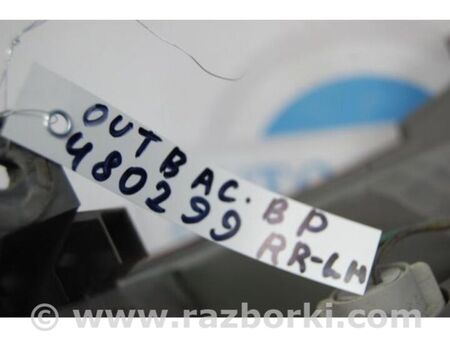 OUTBAC. BP
480299 RR-LH
© www.razborki.com